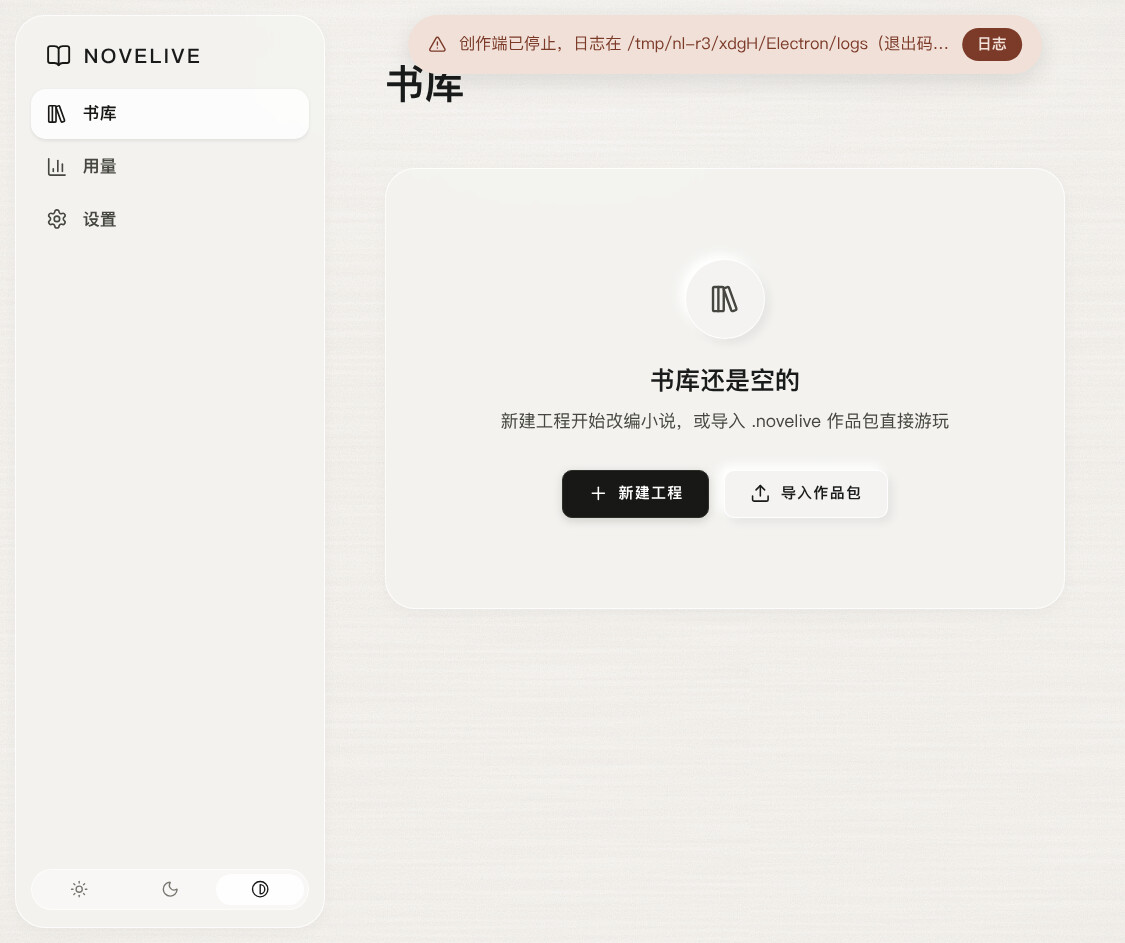 NOVELIVE
书库
用量
设置
创作端已停止，日志在 /tmp/nl-r3/xdgH/Electron/logs（退出码…
日志
书库
书库还是空的
新建工程开始改编小说，或导入 .novelive 作品包直接游玩
新建工程
导入作品包